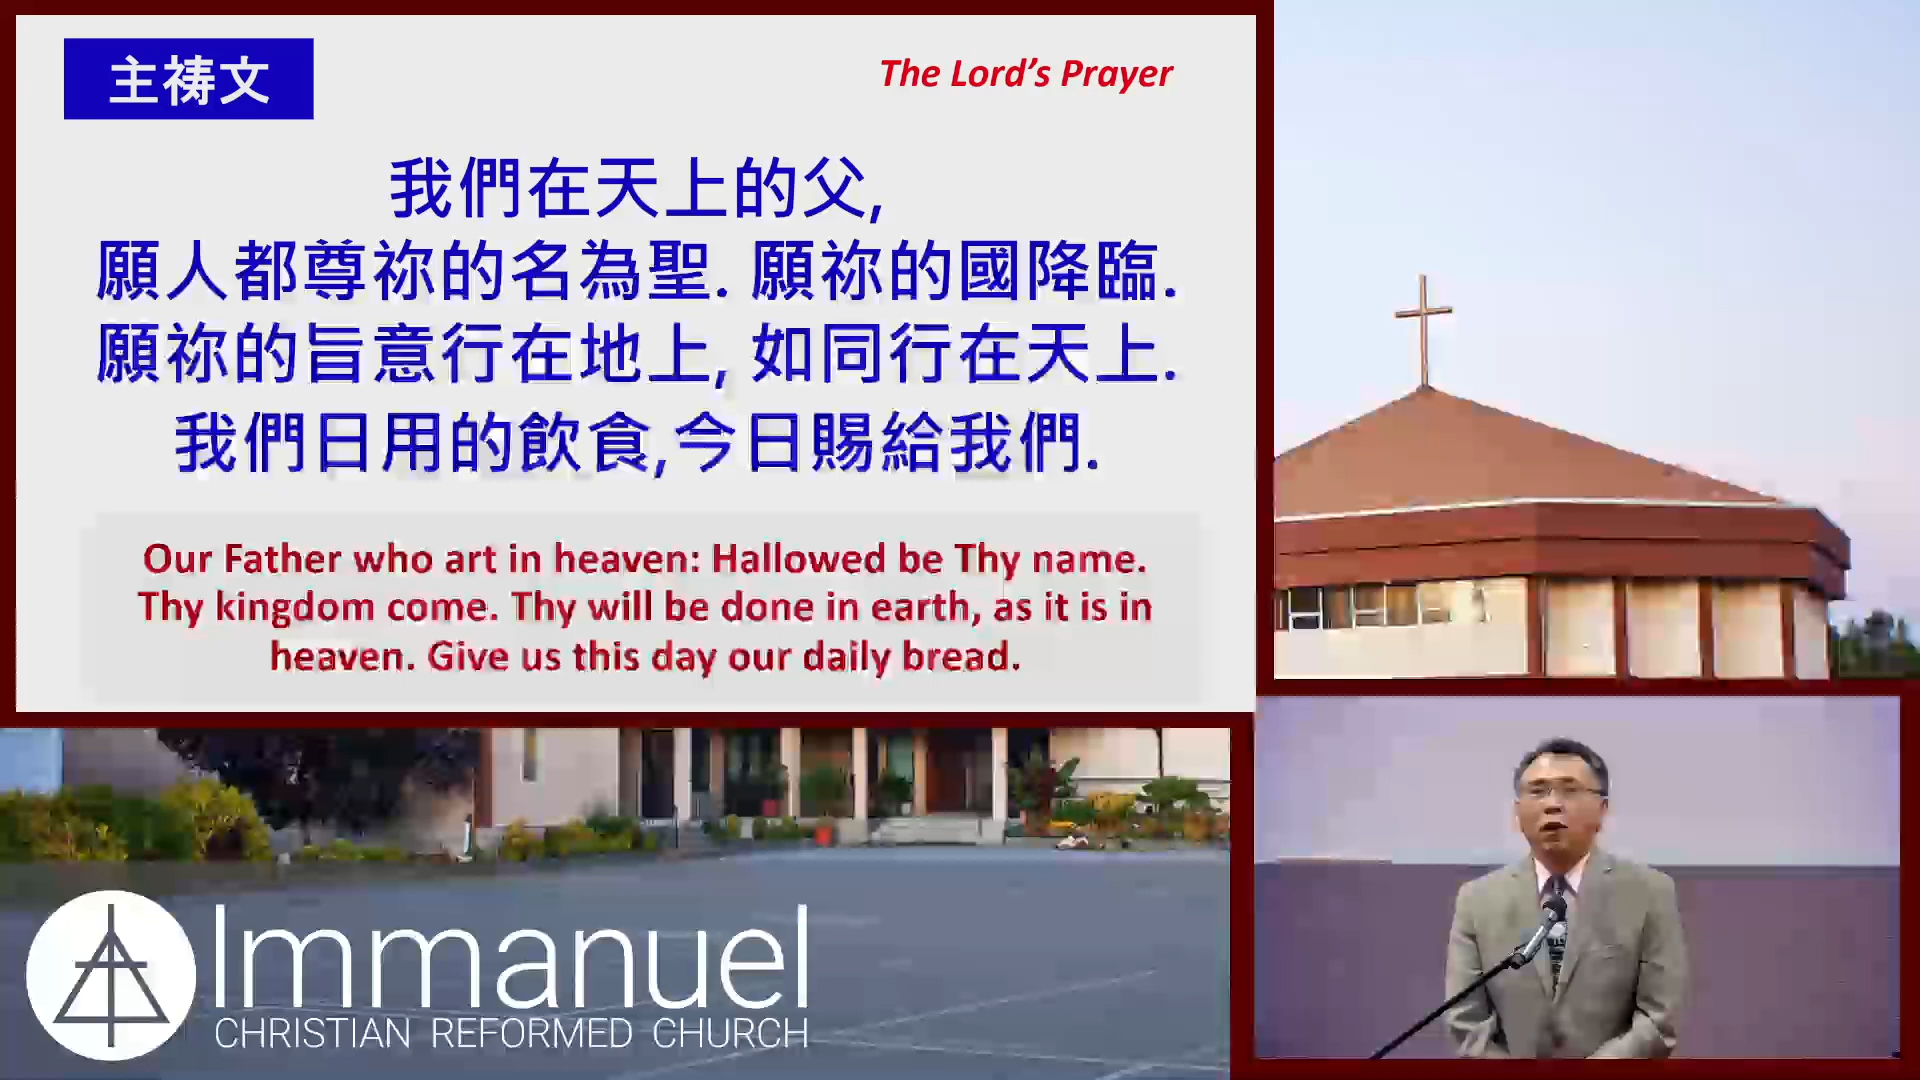 主禱文
The Lord’s Prayer
我們在天上的父,
願人都尊祢的名為聖. 願祢的國降臨.
願祢的旨意行在地上, 如同行在天上.
我們日用的飲食,今日賜給我們.
Our Father who art in heaven: Hallowed be Thy name.
Thy kingdom come. Thy will be done in earth, as it is in
heaven. Give us this day our daily bread.
Immanuel
CHRISTIAN REFORMED CHURCH